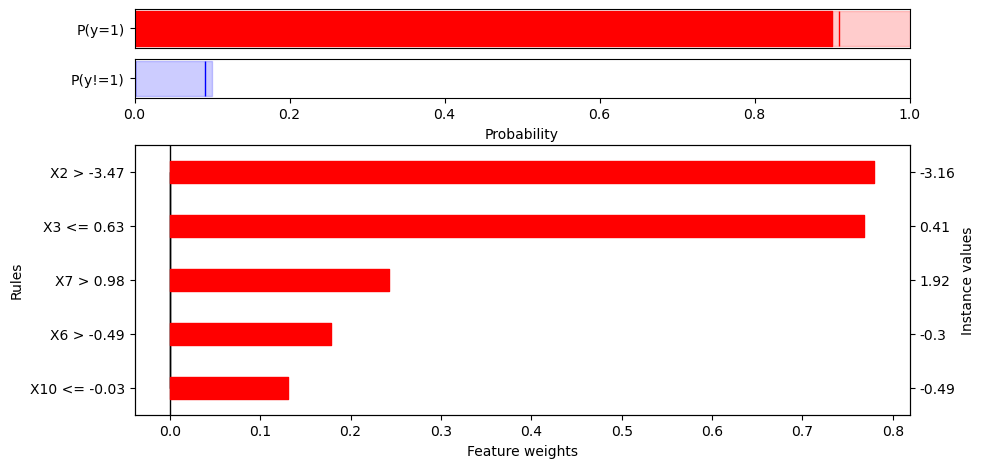 P(y=1)
P(y!=1)
0.0 0.2 0.4 0.6 0.8 1.0
Probability
X2 > -3.47 -3.16
X3 <= 0.63 0.41
X7 > 0.98 1.92
X6 > -0.49 -0.3
X10 <= -0.03 -0.49
Rules
Instance values
0.0 0.1 0.2 0.3 0.4 0.5 0.6 0.7 0.8
Feature weights